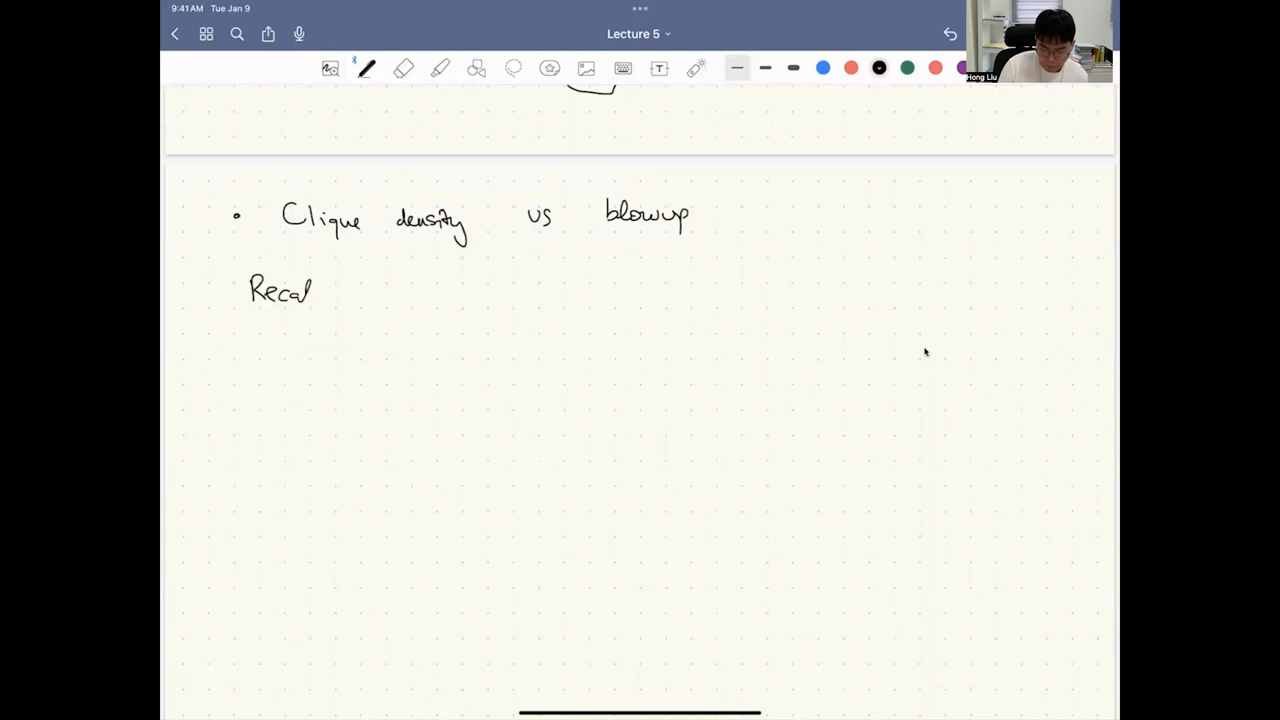 9:41 AM Tue Jan 9
Lecture 5
Hong Liu
• Clique density vs blowup
Recal